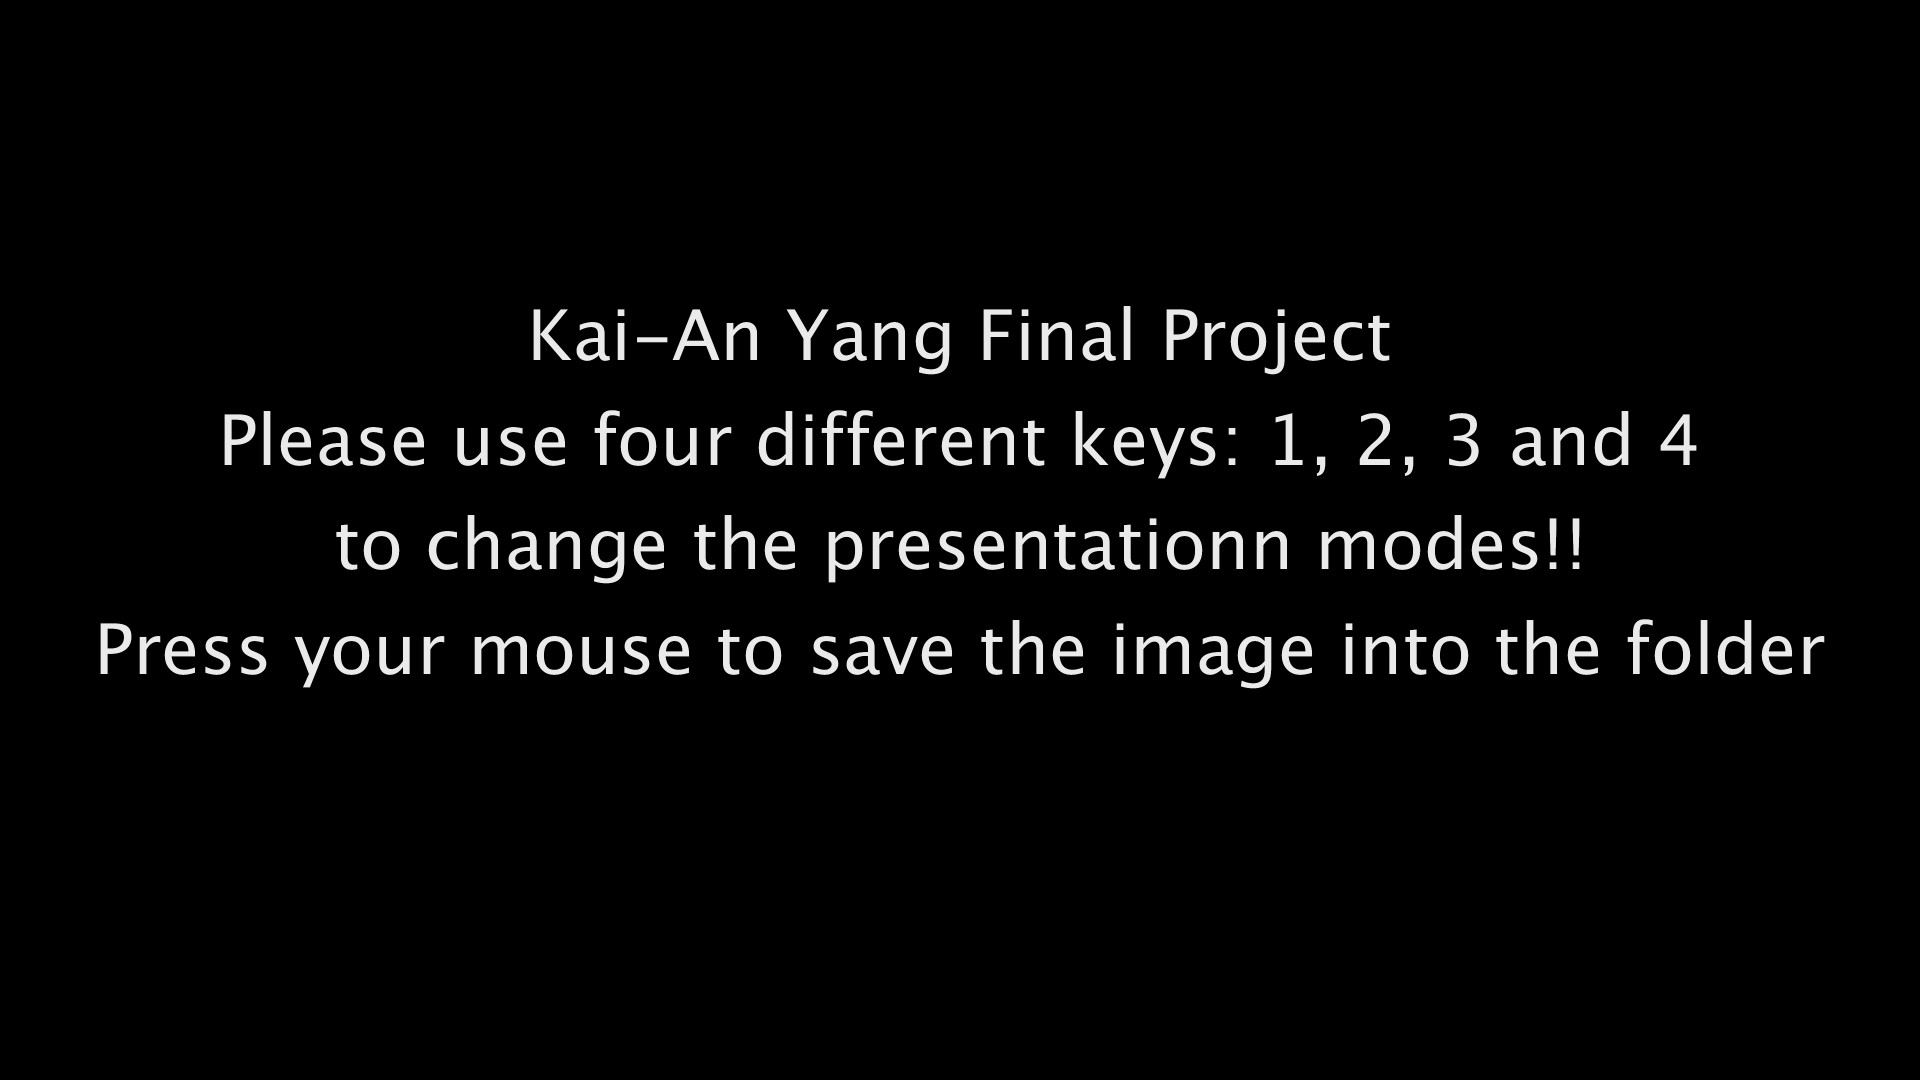 Kai-An Yang Final Project
Please use four different keys: 1, 2, 3 and 4
to change the presentationn modes!!
Press your mouse to save the image into the folder